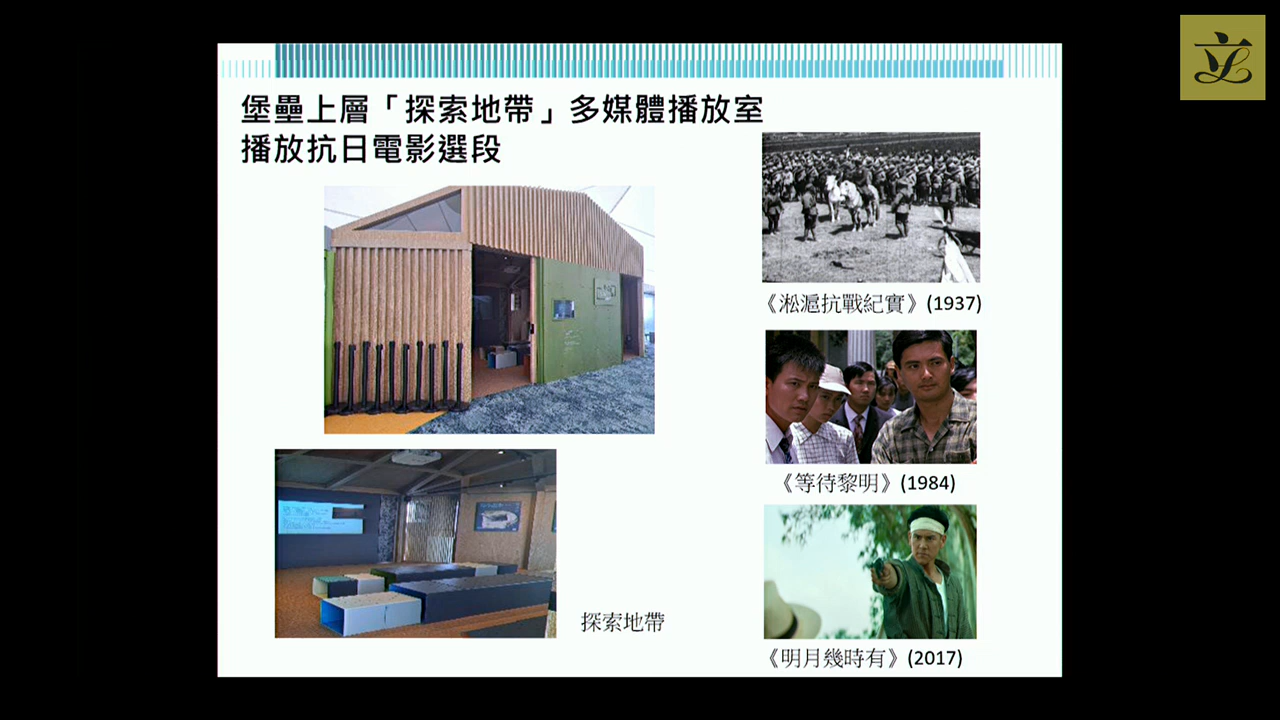 堡壘上層「探索地帶」多媒體播放室
播放抗日電影選段
《淞滬抗戰紀實》(1937)
《等待黎明》(1984)
探索地帶
《明月幾時有》(2017)